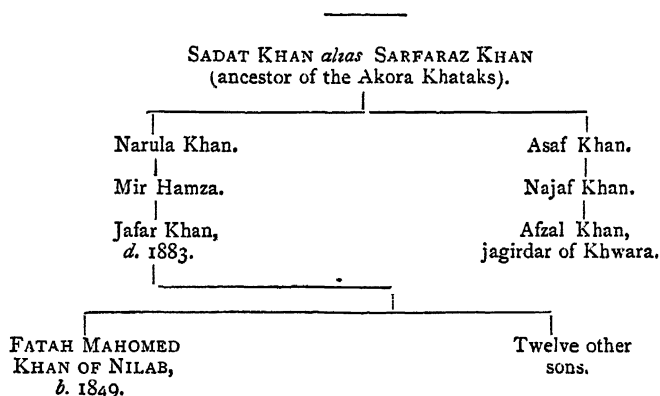 SADAT KHAN alias SARFARAZ KHAN
(ancestor of the Akora Khataks).
Narula Khan.
Asaf Khan.
Mir Hamza.
Najaf Khan.
Jafar Khan,
d. 1883.
Afzal Khan,
jagirdar of Khwara.
FATAH MAHOMED
KHAN OF NILAB,
b. 1849.
Twelve other
sons.